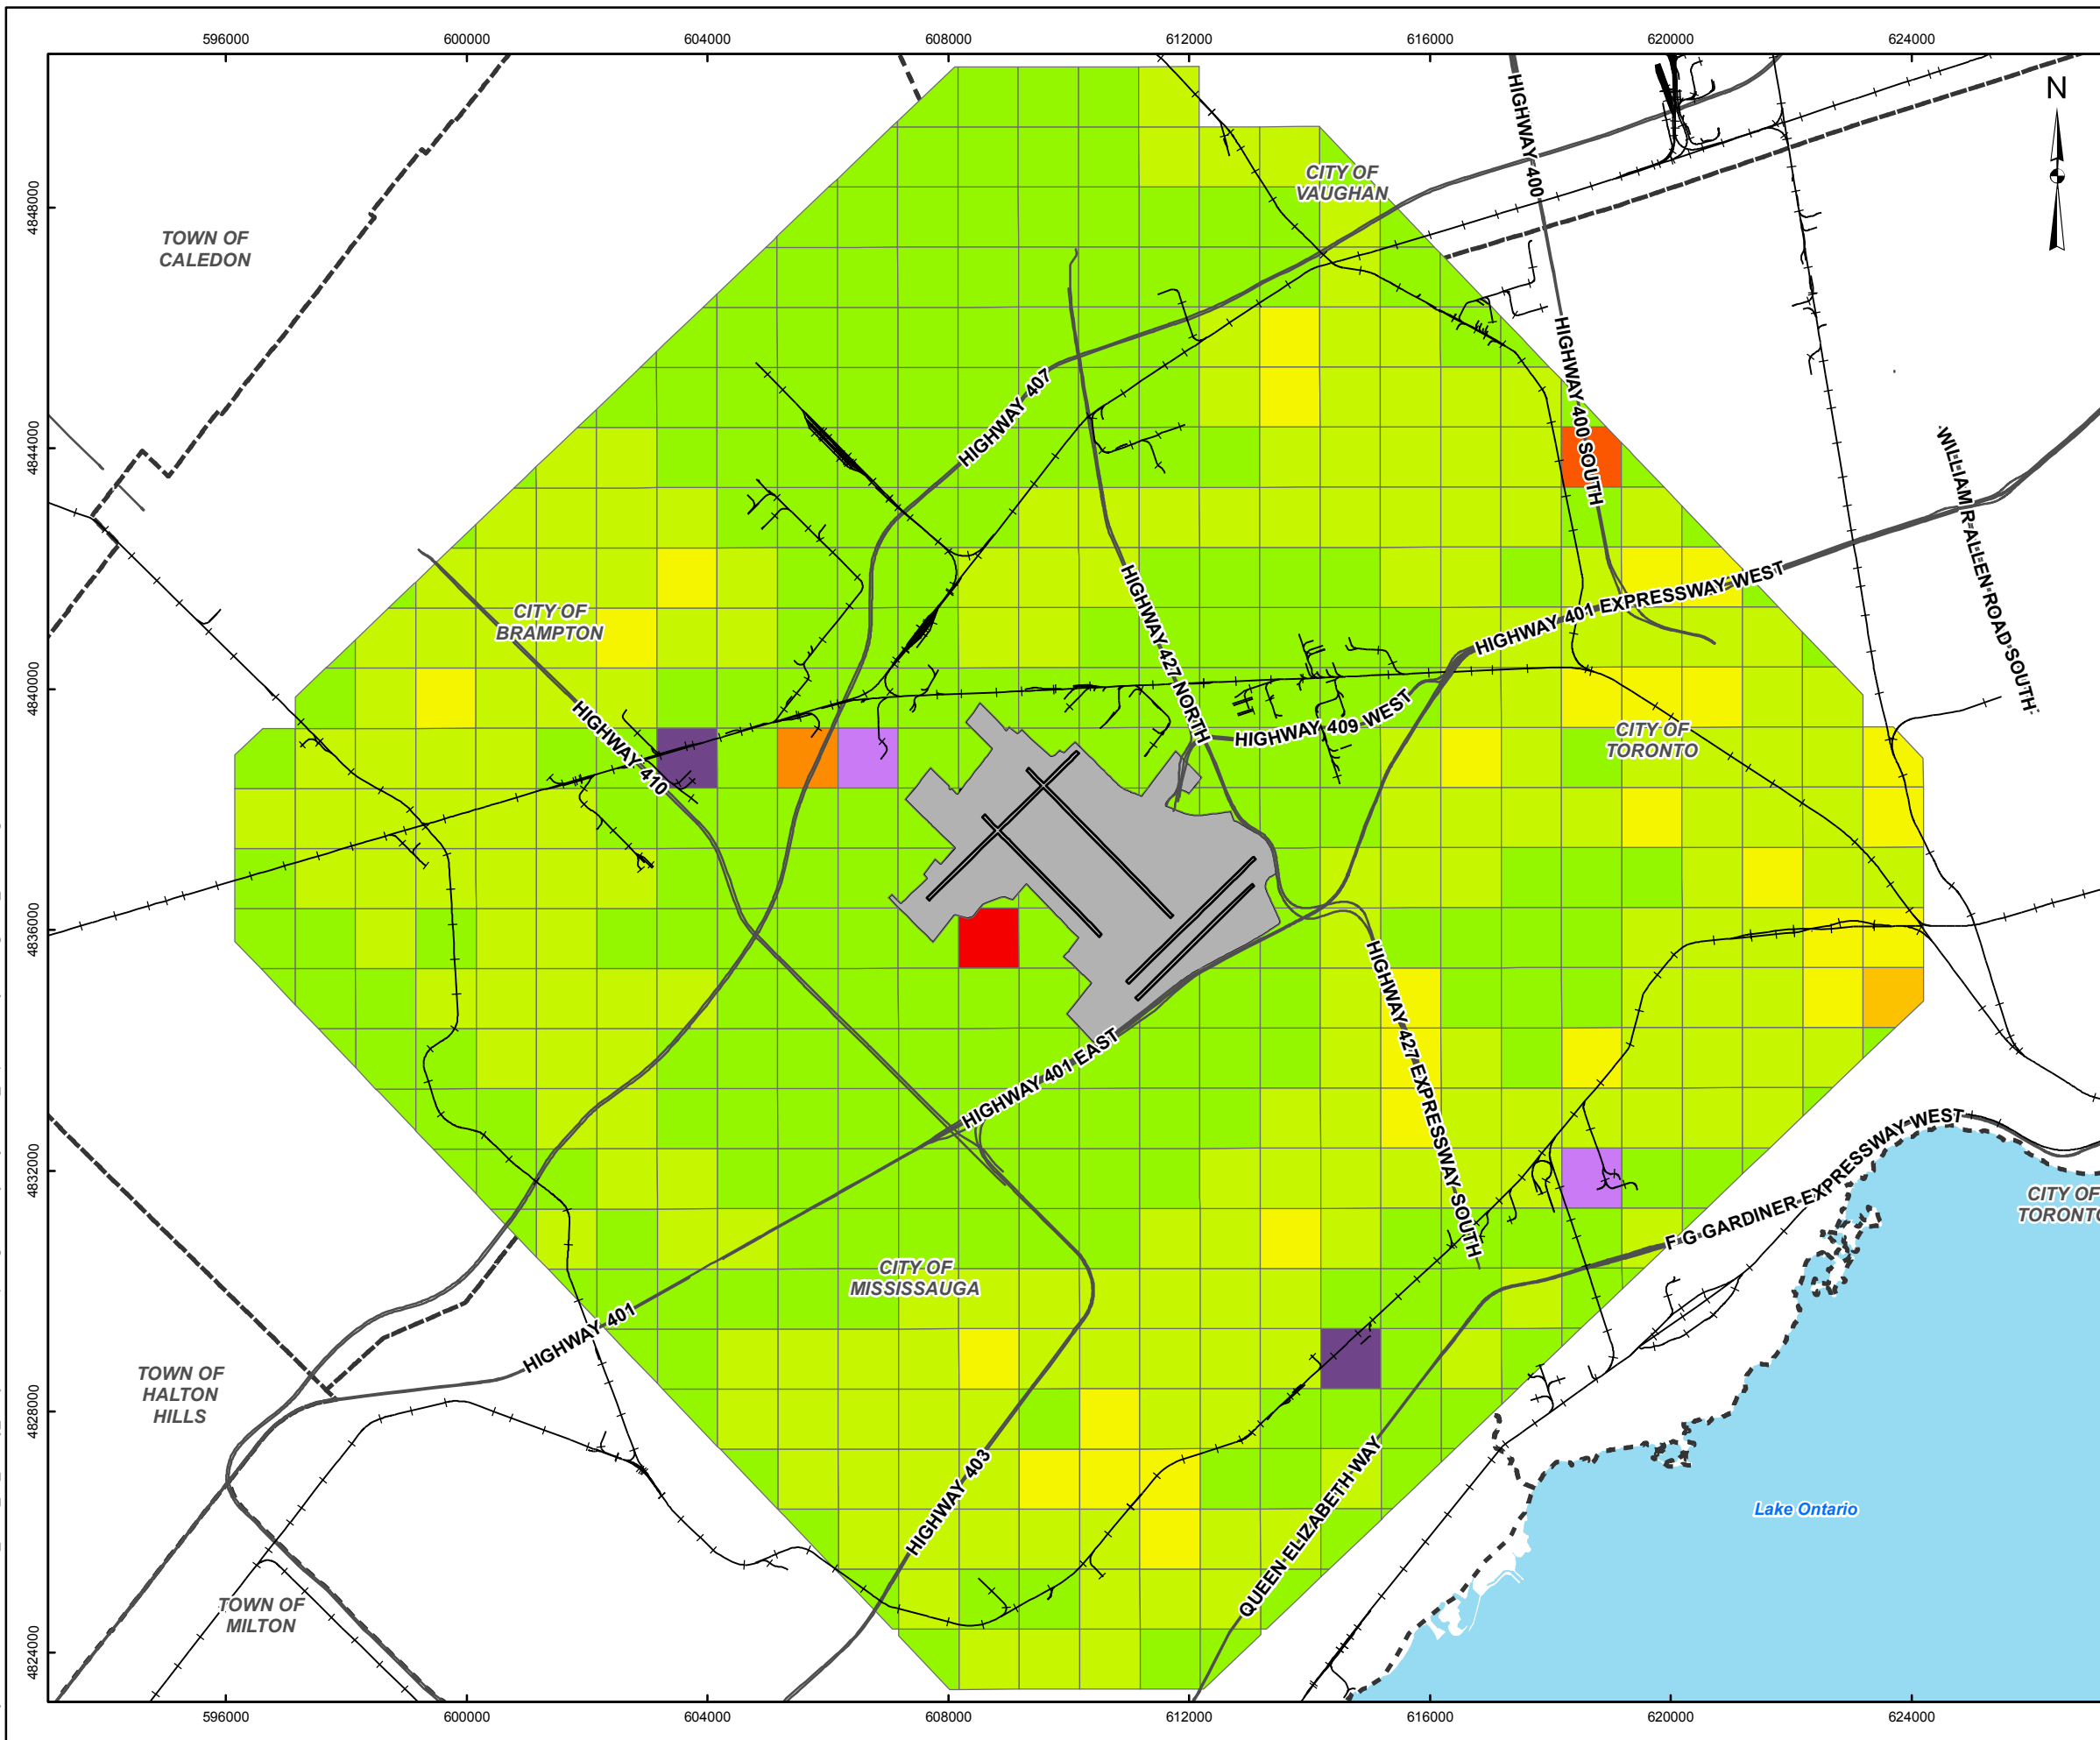 596000
600000
604000
608000
612000
616000
620000
624000
N
4848000
4844000
4840000
4836000
4832000
4828000
4824000
TOWN OF
CALEDON
CITY OF
VAUGHAN
HIGHWAY 400
HIGHWAY 407
HIGHWAY 400 SOUTH
WILLIAM R ALLEN ROAD SOUTH
HIGHWAY 401 EXPRESSWAY WEST
CITY OF
BRAMPTON
HIGHWAY 427 NORTH
HIGHWAY 410
HIGHWAY 409 WEST
CITY OF
TORONTO
HIGHWAY 401 EAST
HIGHWAY 427 EXPRESSWAY SOUTH
F G GARDINER EXPRESSWAY WEST
CITY OF
TORONTO
CITY OF
MISSISSAUGA
HIGHWAY 401
TOWN OF
HALTON
HILLS
HIGHWAY 403
QUEEN ELIZABETH WAY
Lake Ontario
TOWN OF
MILTON
596000
600000
604000
608000
612000
616000
620000
624000